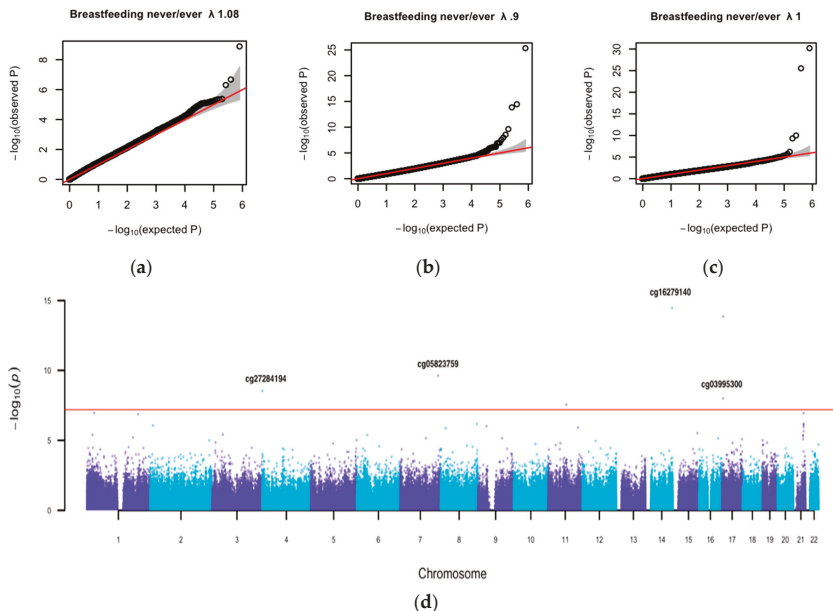 Breastfeeding never/ever λ 1.08
Breastfeeding never/ever λ .9
Breastfeeding never/ever λ 1
−log10(observed P)
0 2 4 6 8
0 1 2 3 4 5 6
−log10(expected P)
−log10(observed P)
0 5 10 15 20 25
0 1 2 3 4 5 6
−log10(expected P)
−log10(observed P)
0 5 10 15 20 25 30
0 1 2 3 4 5 6
−log10(expected P)
(a)
(b)
(c)
−log10(p)
15
10
5
0
cg16279140
cg05823759
cg27284194
cg03995300
1 2 3 4 5 6 7 8 9 10 11 12 13 14 15 16 17 18 19 20 21 22
Chromosome
(d)